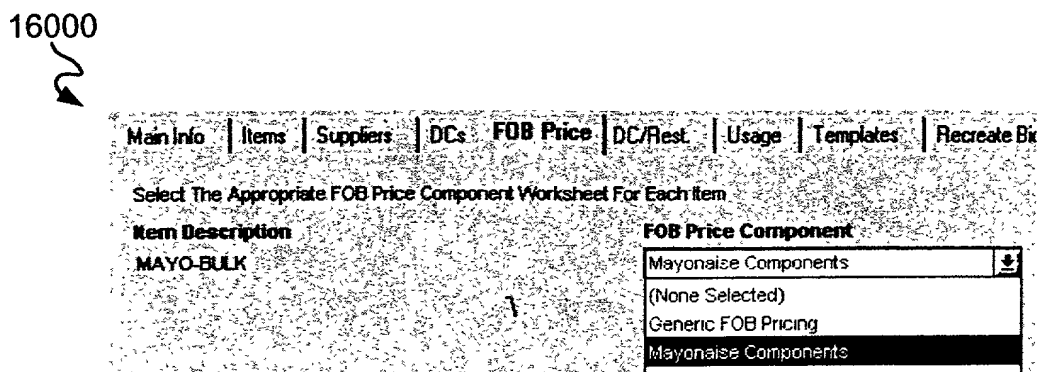 16000
Main Info Items Suppliers DCs FOB Price DC/Rest. Usage Templates Recreate Bid
Select The Appropriate FOB Price Component Worksheet For Each Item
Item Description FOB Price Component
MAYO-BULK Mayonaise Components
(None Selected)
Generic FOB Pricing
Mayonaise Components